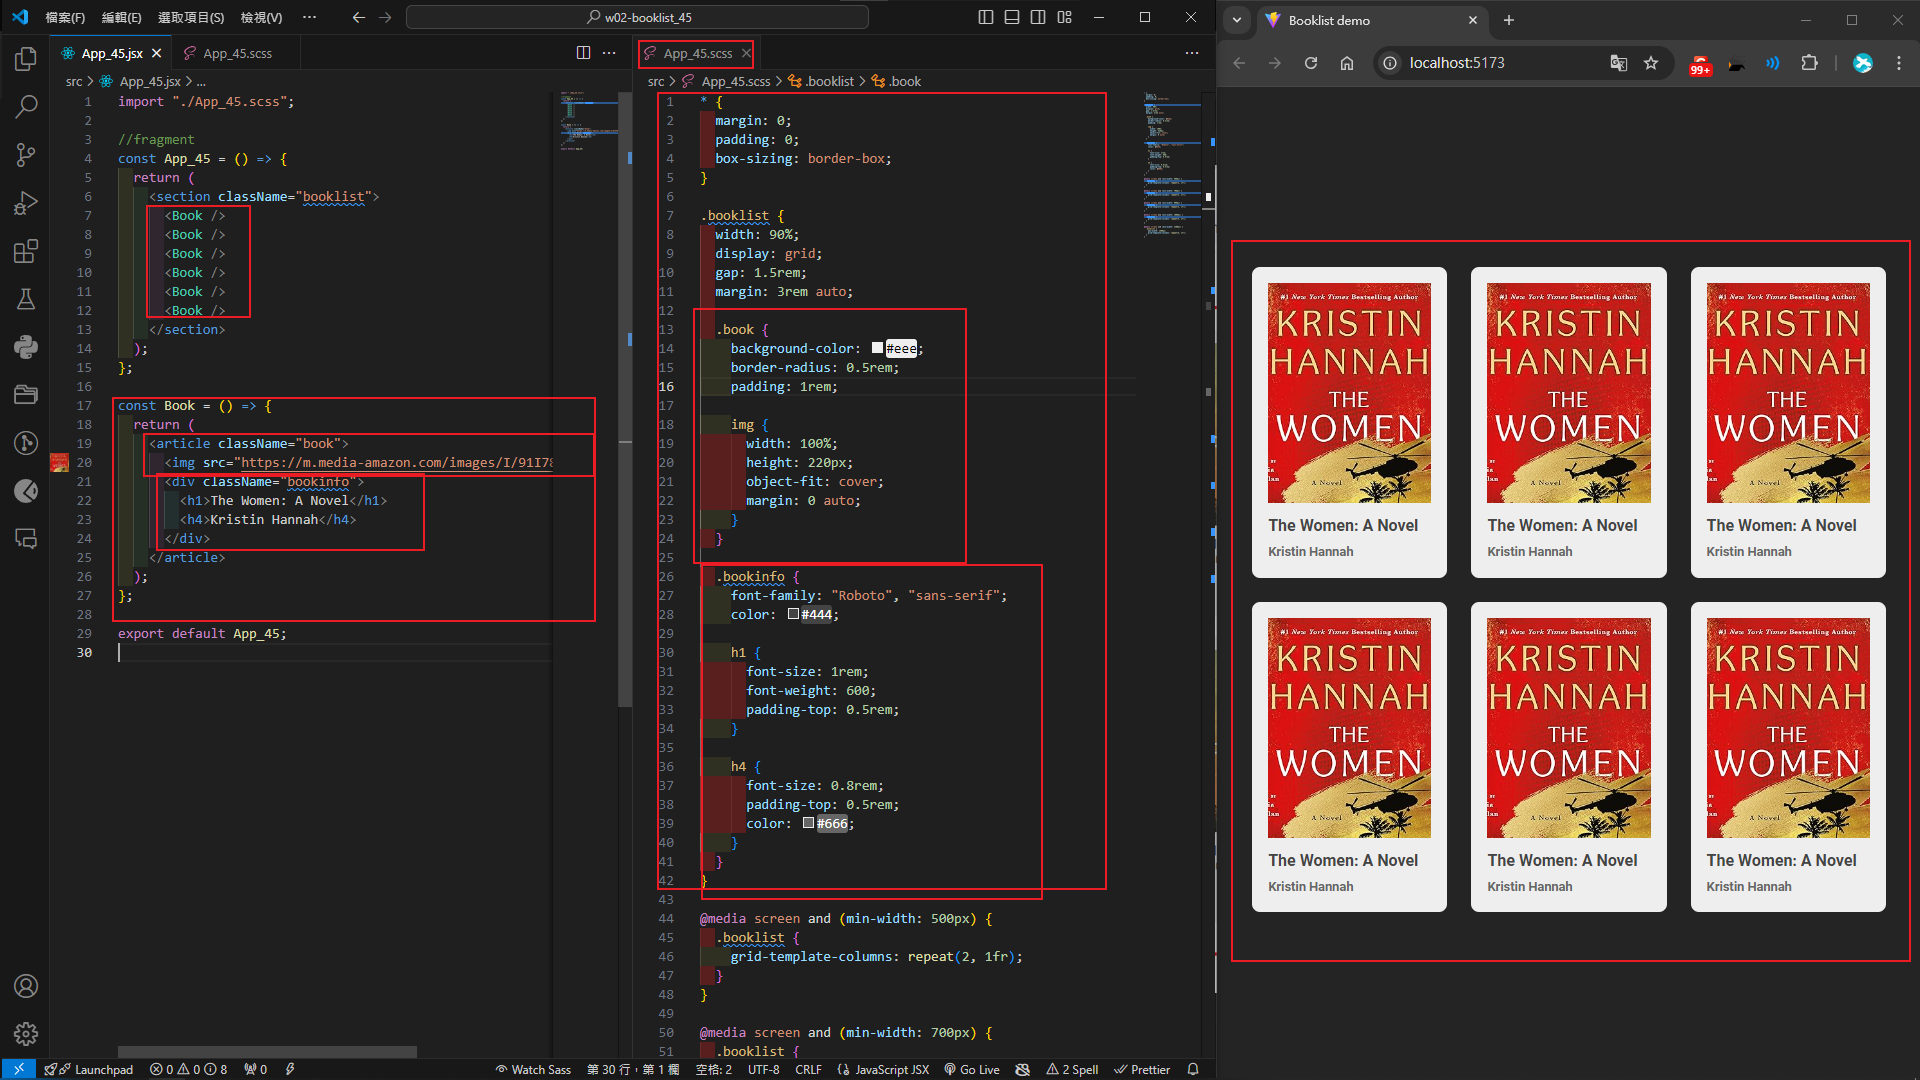 檔案(F) 編輯(E) 選取項目(S) 檢視(V) ···
w02-booklist_45
App_45.jsx
App_45.scss
src > App_45.jsx > ...
1 import "./App_45.scss";
2
3 //fragment
4 const App_45 = () => {
5 return (
6 <section className="booklist">
7 <Book />
8 <Book />
9 <Book />
10 <Book />
11 <Book />
12 <Book />
13 </section>
14 );
15 };
16
17 const Book = () => {
18 return (
19 <article className="book">
20 <img src="https://m.media-amazon.com/images/I/91I78
21 <div className="bookinfo">
22 <h1>The Women: A Novel</h1>
23 <h4>Kristin Hannah</h4>
24 </div>
25 </article>
26 );
27 };
28
29 export default App_45;
30
App_45.scss
src > App_45.scss > .booklist > .book
1 * {
2 margin: 0;
3 padding: 0;
4 box-sizing: border-box;
5 }
6
7 .booklist {
8 width: 90%;
9 display: grid;
10 gap: 1.5rem;
11 margin: 3rem auto;
12
13 .book {
14 background-color: #eee;
15 border-radius: 0.5rem;
16 padding: 1rem;
17
18 img {
19 width: 100%;
20 height: 220px;
21 object-fit: cover;
22 margin: 0 auto;
23 }
24 }
25
26 .bookinfo {
27 font-family: "Roboto", "sans-serif";
28 color: #444;
29
30 h1 {
31 font-size: 1rem;
32 font-weight: 600;
33 padding-top: 0.5rem;
34 }
35
36 h4 {
37 font-size: 0.8rem;
38 padding-top: 0.5rem;
39 color: #666;
40 }
41 }
42 }
43
44 @media screen and (min-width: 500px) {
45 .booklist {
46 grid-template-columns: repeat(2, 1fr);
47 }
48 }
49
50 @media screen and (min-width: 700px) {
51 .booklist {
Launchpad 0 0 8 0
Watch Sass 第 30 行，第 1 欄 空格: 2 UTF-8 CRLF JavaScript JSX Go Live 2 Spell Prettier
Booklist demo
localhost:5173
99+
#1 New York Times Bestselling Author
KRISTIN
HANNAH
THE
WOMEN
A Novel
The Women: A Novel
Kristin Hannah
#1 New York Times Bestselling Author
KRISTIN
HANNAH
THE
WOMEN
A Novel
The Women: A Novel
Kristin Hannah
#1 New York Times Bestselling Author
KRISTIN
HANNAH
THE
WOMEN
A Novel
The Women: A Novel
Kristin Hannah
#1 New York Times Bestselling Author
KRISTIN
HANNAH
THE
WOMEN
A Novel
The Women: A Novel
Kristin Hannah
#1 New York Times Bestselling Author
KRISTIN
HANNAH
THE
WOMEN
A Novel
The Women: A Novel
Kristin Hannah
#1 New York Times Bestselling Author
KRISTIN
HANNAH
THE
WOMEN
A Novel
The Women: A Novel
Kristin Hannah